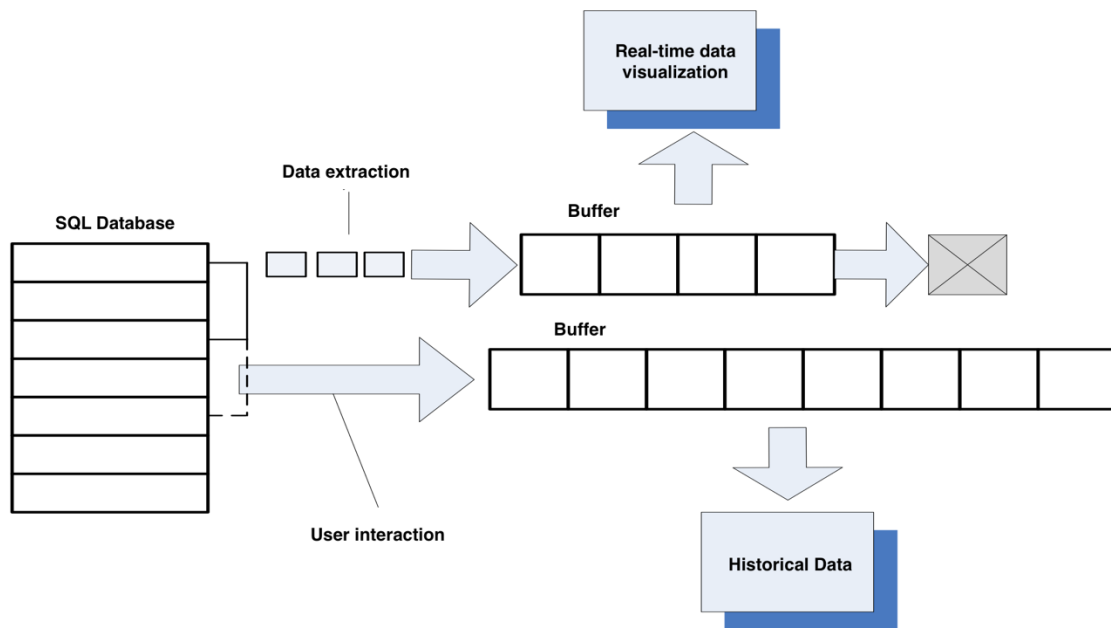 Real-time data
visualization
Data extraction
SQL Database
Buffer
Buffer
User interaction
Historical Data